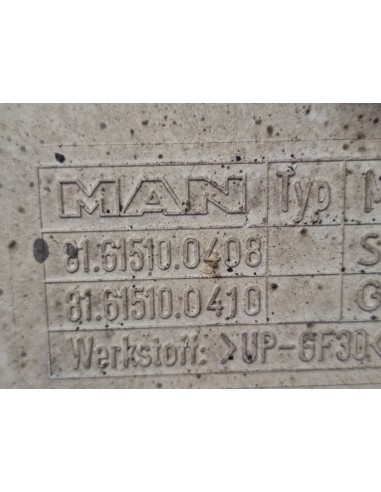 MAN Typ M
81.61510.0408 S
81.61510.0410 G
Werkstoff: >UP-GF30<